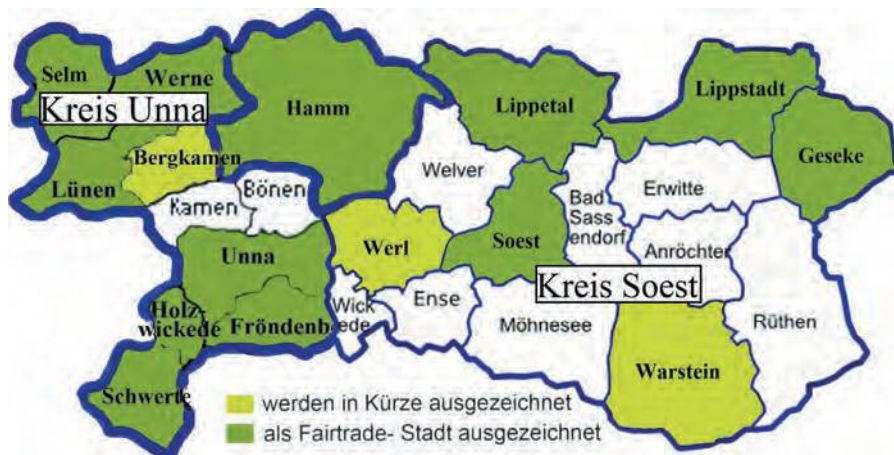 Selm
Werne
Kreis Unna
Hamm
Bergkamen
Lünen
Kamen
Bönen
Unna
Holz-
wickede
Fröndenb
Schwerte
Lippetal
Lippstadt
Geseke
Welver
Soest
Bad
Sass
endorf
Erwitte
Anröchter
Werl
Wick
ede
Ense
Kreis Soest
Möhnesee
Warstein
Rüthen
werden in Kürze ausgezeichnet
als Fairtrade- Stadt ausgezeichnet